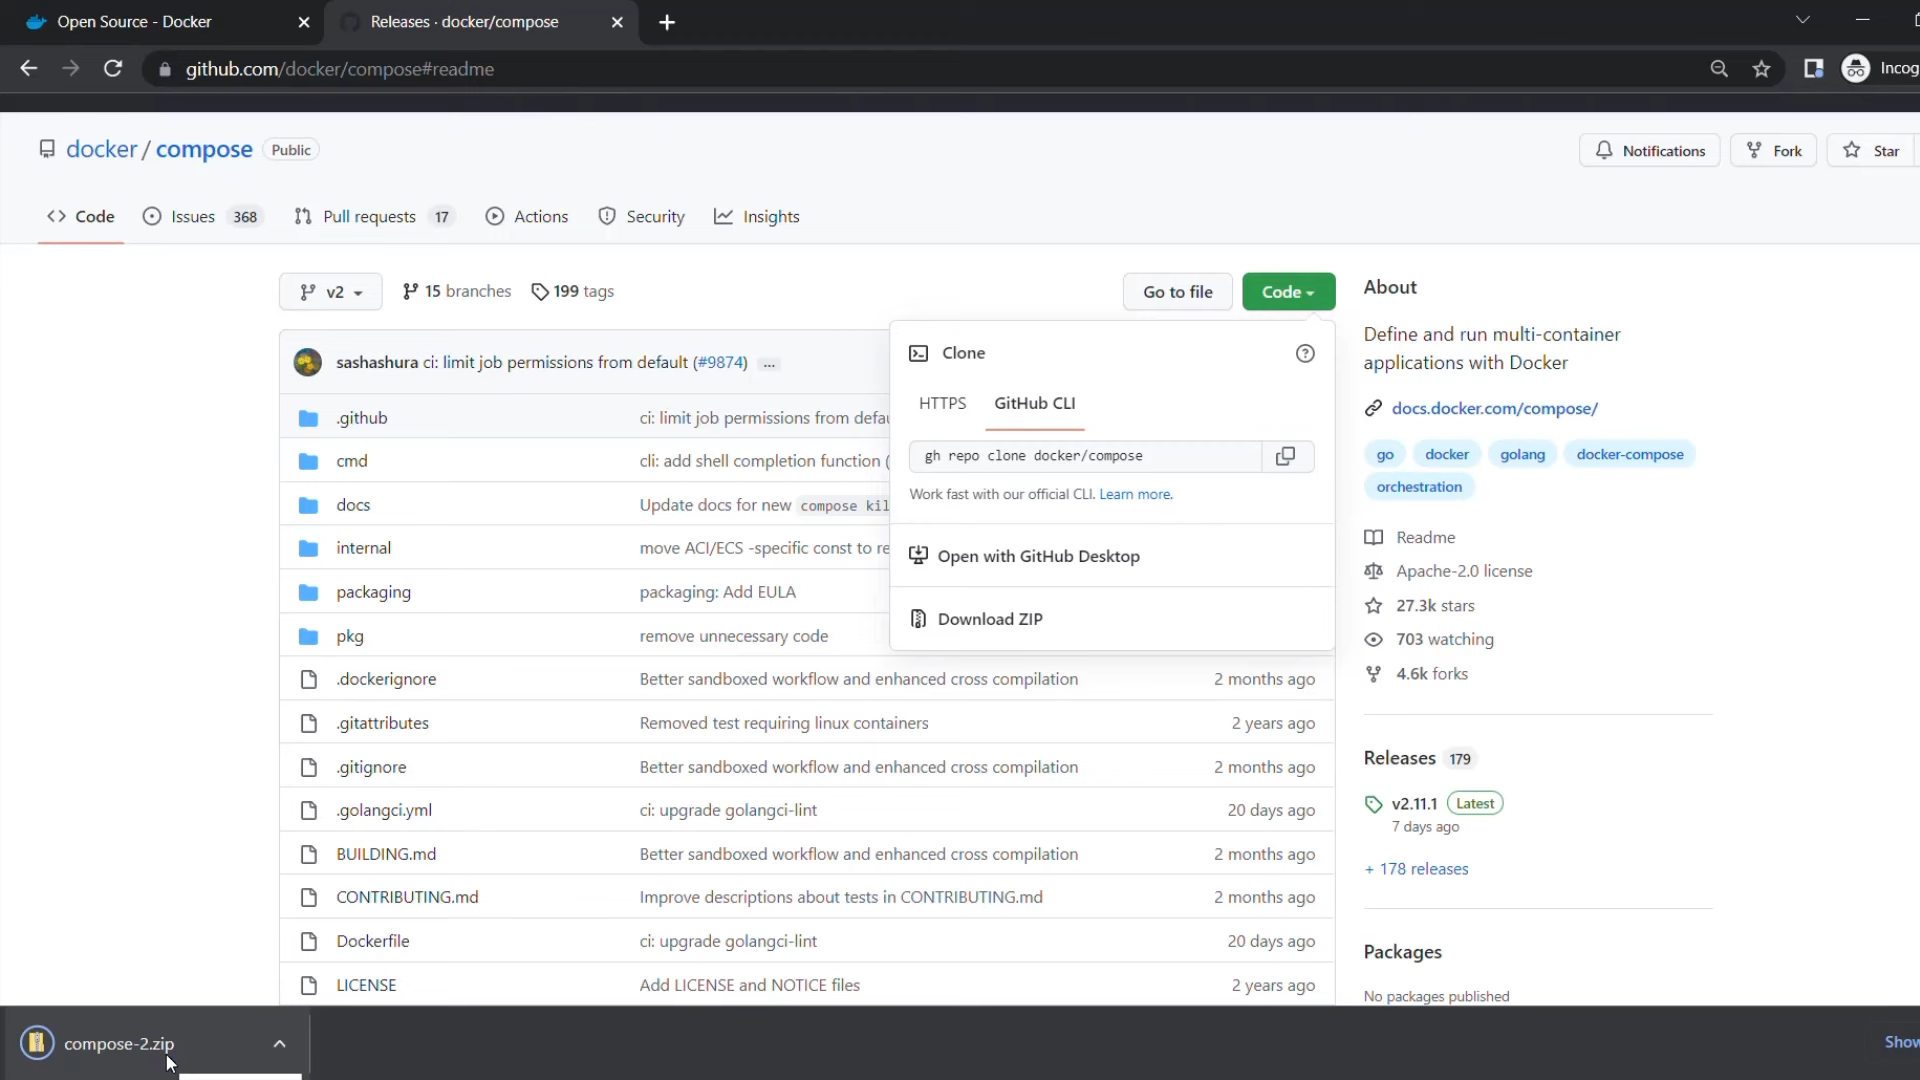 Open Source - Docker
Releases · docker/compose
github.com/docker/compose#readme
Incog
docker / compose Public
Notifications
Fork
Star
Code
Issues 368
Pull requests 17
Actions
Security
Insights
v2
15 branches
199 tags
Go to file
Code
sashashura ci: limit job permissions from default (#9874) ...
.github ci: limit job permissions from defau
cmd cli: add shell completion function (
docs Update docs for new compose kil
internal move ACI/ECS -specific const to re
packaging packaging: Add EULA
pkg remove unnecessary code
.dockerignore Better sandboxed workflow and enhanced cross compilation 2 months ago
.gitattributes Removed test requiring linux containers 2 years ago
.gitignore Better sandboxed workflow and enhanced cross compilation 2 months ago
.golangci.yml ci: upgrade golangci-lint 20 days ago
BUILDING.md Better sandboxed workflow and enhanced cross compilation 2 months ago
CONTRIBUTING.md Improve descriptions about tests in CONTRIBUTING.md 2 months ago
Dockerfile ci: upgrade golangci-lint 20 days ago
LICENSE Add LICENSE and NOTICE files 2 years ago
Clone
HTTPS GitHub CLI
gh repo clone docker/compose
Work fast with our official CLI. Learn more.
Open with GitHub Desktop
Download ZIP
About
Define and run multi-container
applications with Docker
docs.docker.com/compose/
go docker golang docker-compose
orchestration
Readme
Apache-2.0 license
27.3k stars
703 watching
4.6k forks
Releases 179
v2.11.1 Latest
7 days ago
+ 178 releases
Packages
No packages published
compose-2.zip
Show